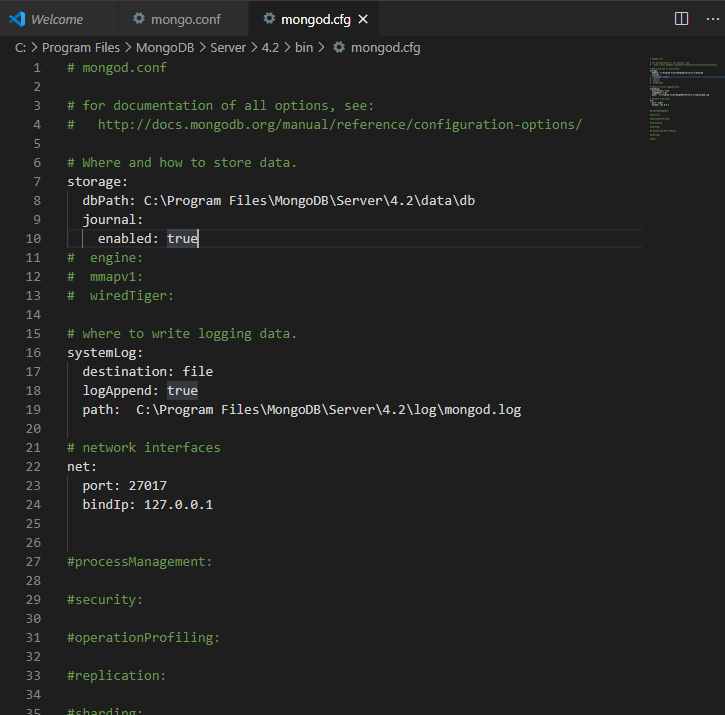 Welcome mongo.conf mongod.cfg
C: > Program Files > MongoDB > Server > 4.2 > bin > mongod.cfg
1 # mongod.conf
2
3 # for documentation of all options, see:
4 #   http://docs.mongodb.org/manual/reference/configuration-options/
5
6 # Where and how to store data.
7 storage:
8   dbPath: C:\Program Files\MongoDB\Server\4.2\data\db
9   journal:
10     enabled: true
11 #  engine:
12 #  mmapv1:
13 #  wiredTiger:
14
15 # where to write logging data.
16 systemLog:
17   destination: file
18   logAppend: true
19   path:  C:\Program Files\MongoDB\Server\4.2\log\mongod.log
20
21 # network interfaces
22 net:
23   port: 27017
24   bindIp: 127.0.0.1
25
26
27 #processManagement:
28
29 #security:
30
31 #operationProfiling:
32
33 #replication:
34
35 #sharding: